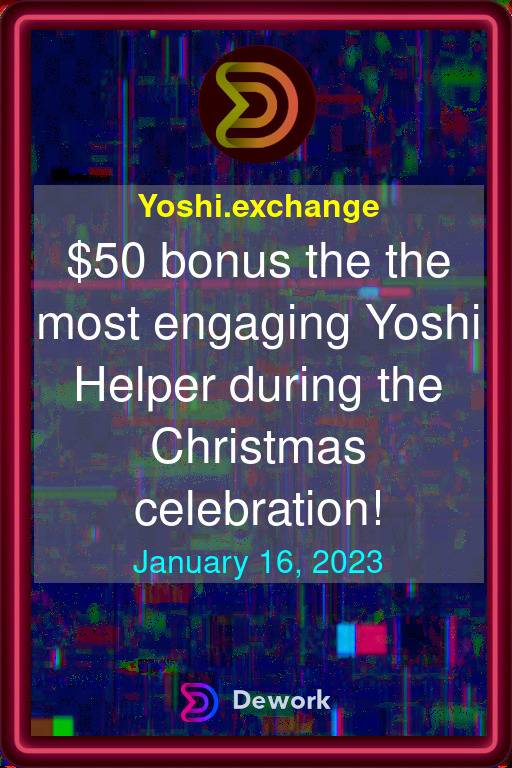 Yoshi.exchange
$50 bonus the the
most engaging Yoshi
Helper during the
Christmas
celebration!
January 16, 2023
Dework